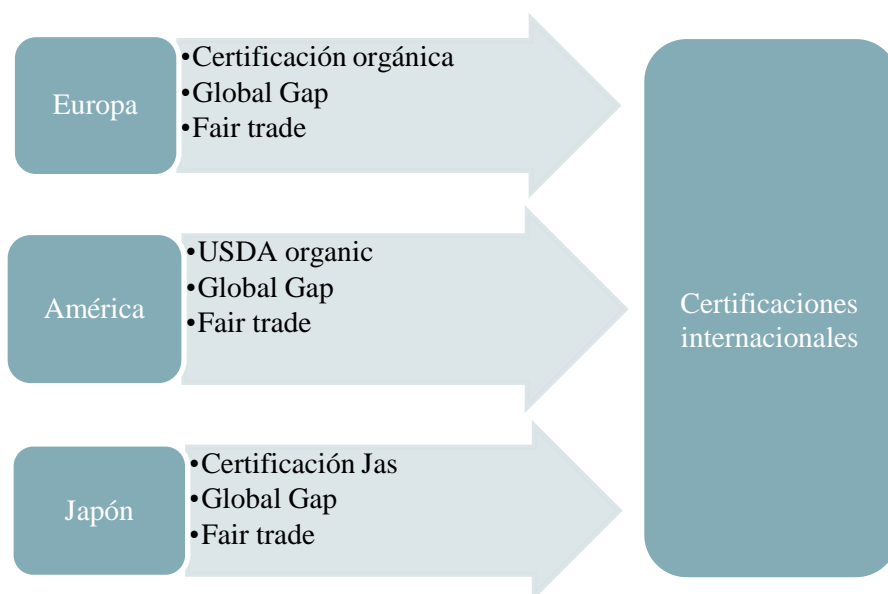 Europa
•Certificación orgánica
•Global Gap
•Fair trade
América
•USDA organic
•Global Gap
•Fair trade
Japón
•Certificación Jas
•Global Gap
•Fair trade
Certificaciones
internacionales